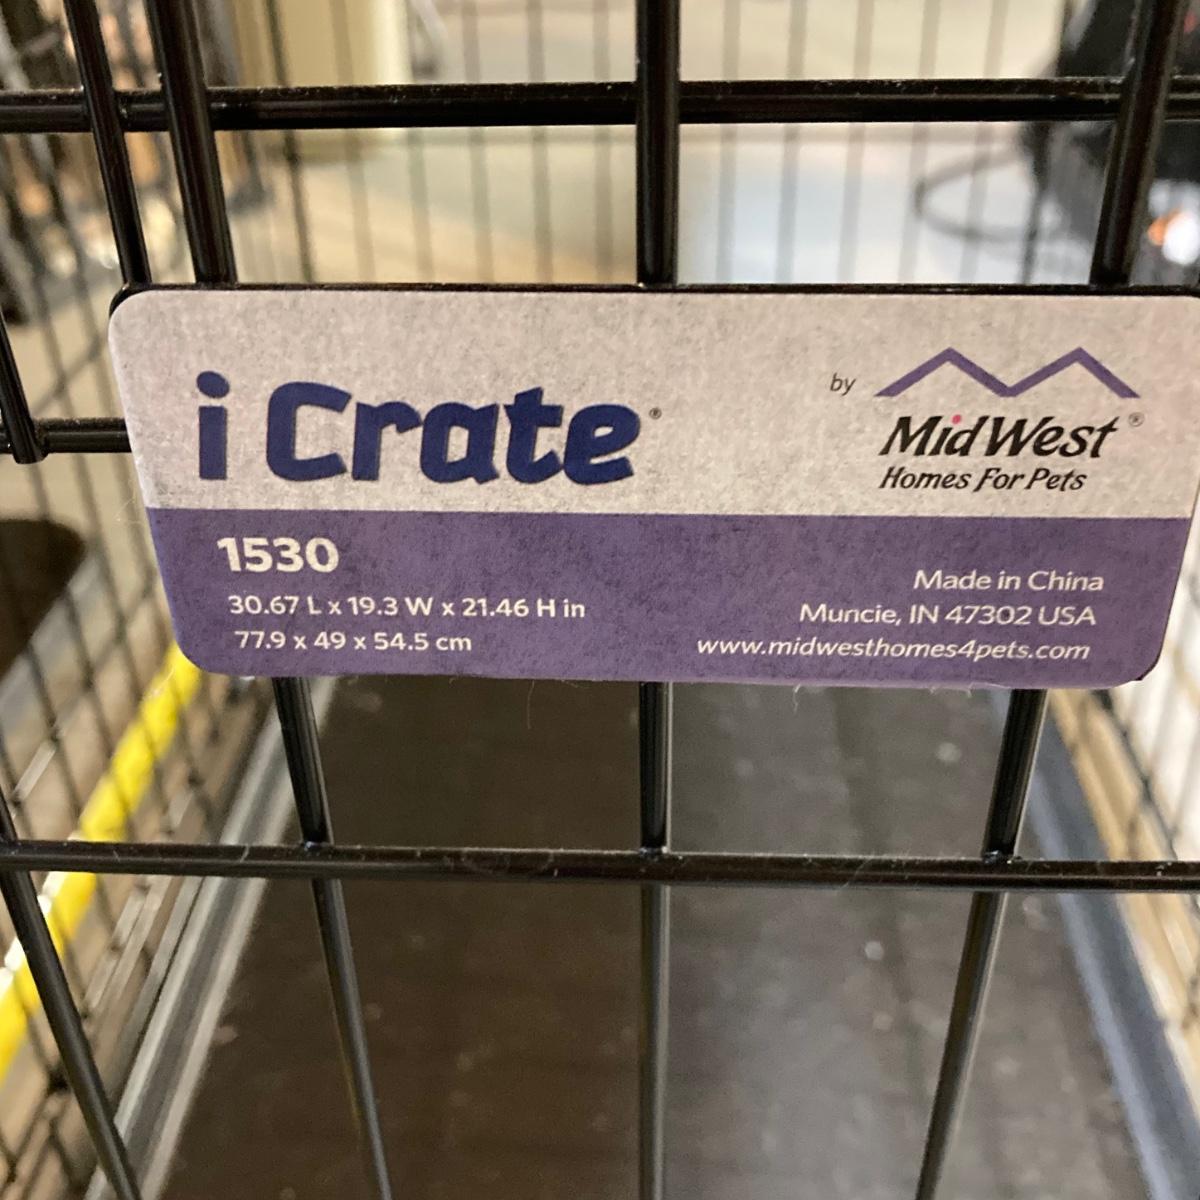 i Crate®
by
MidWest®
Homes For Pets
1530
30.67 L x 19.3 W x 21.46 H in
77.9 x 49 x 54.5 cm
Made in China
Muncie, IN 47302 USA
www.midwesthomes4pets.com